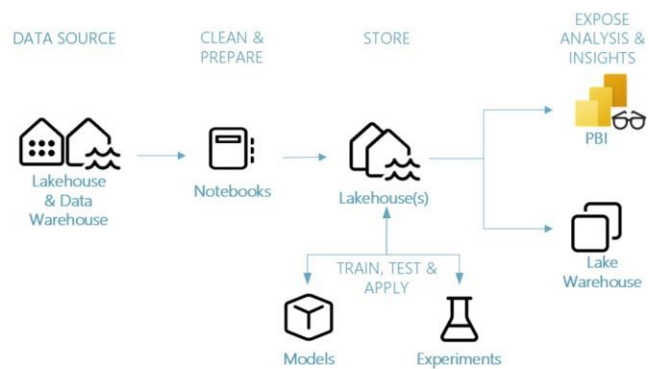 DATA SOURCE
CLEAN &
PREPARE
STORE
EXPOSE
ANALYSIS &
INSIGHTS
Lakehouse
& Data
Warehouse
Notebooks
Lakehouse(s)
PBI
Lake
Warehouse
TRAIN, TEST &
APPLY
Models
Experiments